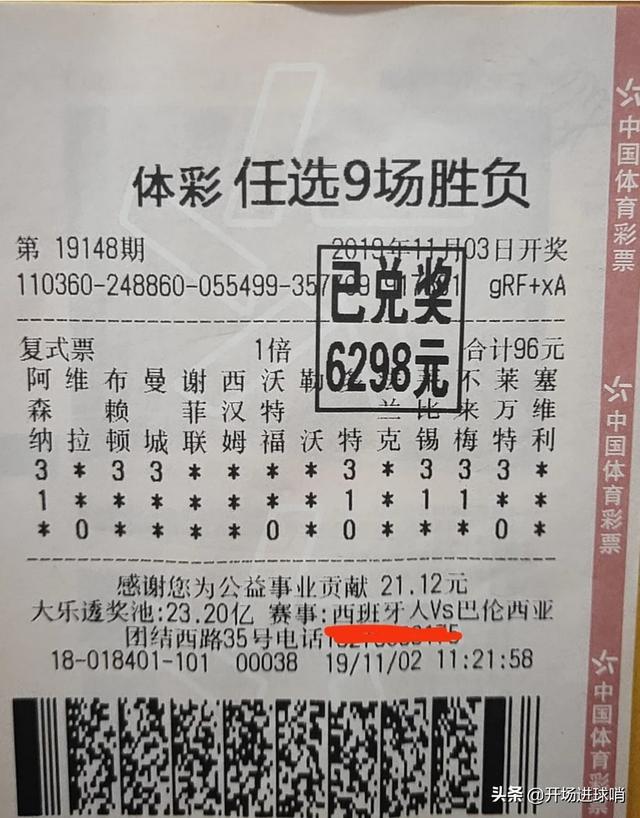 体彩 任选9场胜负
第 19148期 2019年11月03日开奖
110360-248860-055499-357 gRF+xA
已兑奖
6298元
复式票 1倍 合计96元
阿 维 布 曼 谢 西 沃 勒 不 莱 塞
森 赖 菲 汉 特 兰 比 来 万 维
纳 拉 顿 城 联 姆 福 沃 特 克 锡 梅 特 利
3 * 3 3 * * * * 3 * 3 3 3 *
1 * * * * * * * 1 * 1 1 * *
* 0 * * * * 0 * 0 * * * 0 *
感谢您为公益事业贡献 21.12元
大乐透奖池:23.20亿 赛事:西班牙人Vs巴伦西亚
团结西路35号电话
18-018401-101 00038 19/11/02 11:21:58
中国体育彩票
中国体育彩票
中国体育彩票
头条 @开场进球哨